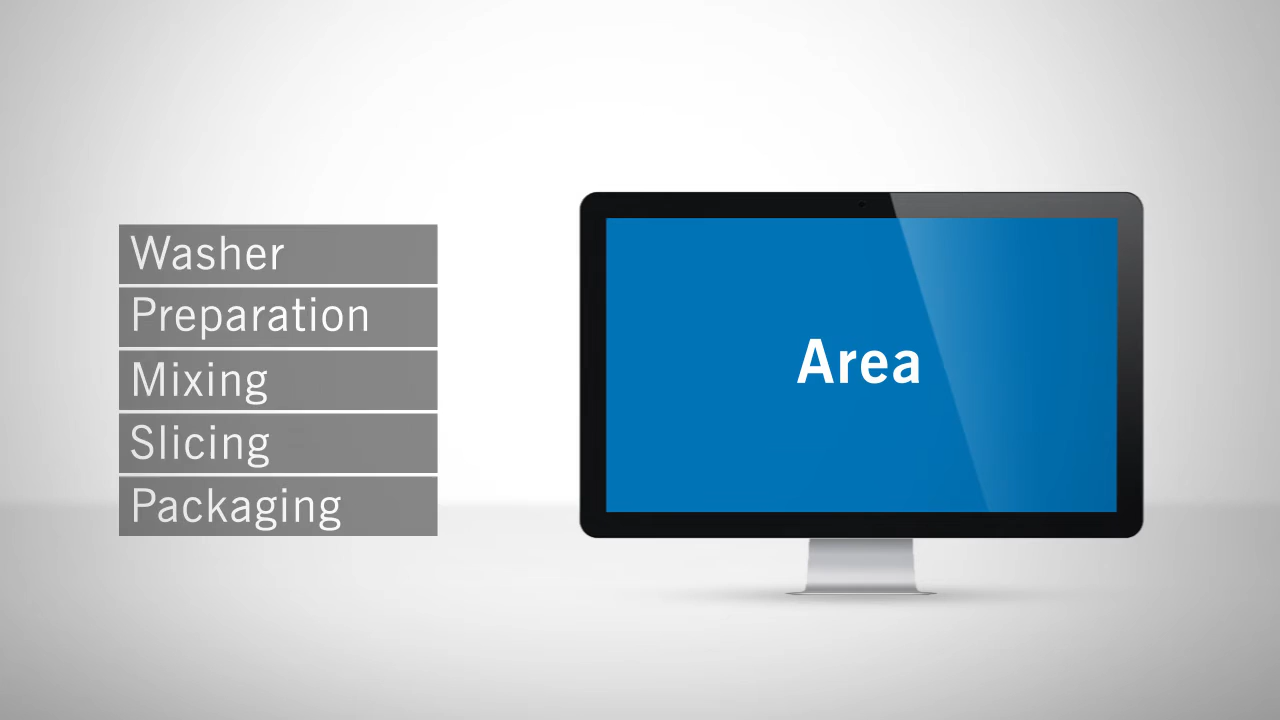 Washer
Preparation
Mixing
Slicing
Packaging
Area